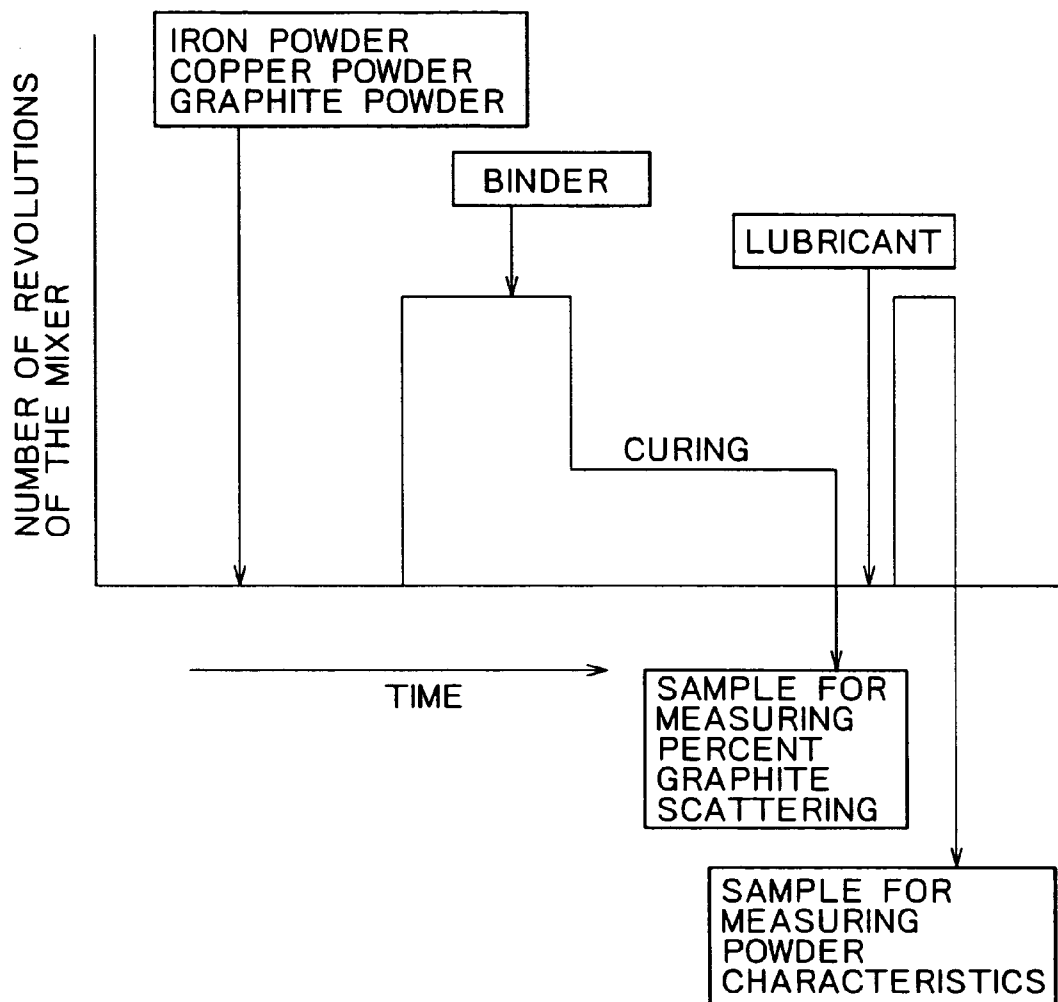 IRON POWDER
COPPER POWDER
GRAPHITE POWDER
BINDER
LUBRICANT
NUMBER OF REVOLUTIONS
OF THE MIXER
CURING
TIME
SAMPLE FOR
MEASURING
PERCENT
GRAPHITE
SCATTERING
SAMPLE FOR
MEASURING
POWDER
CHARACTERISTICS